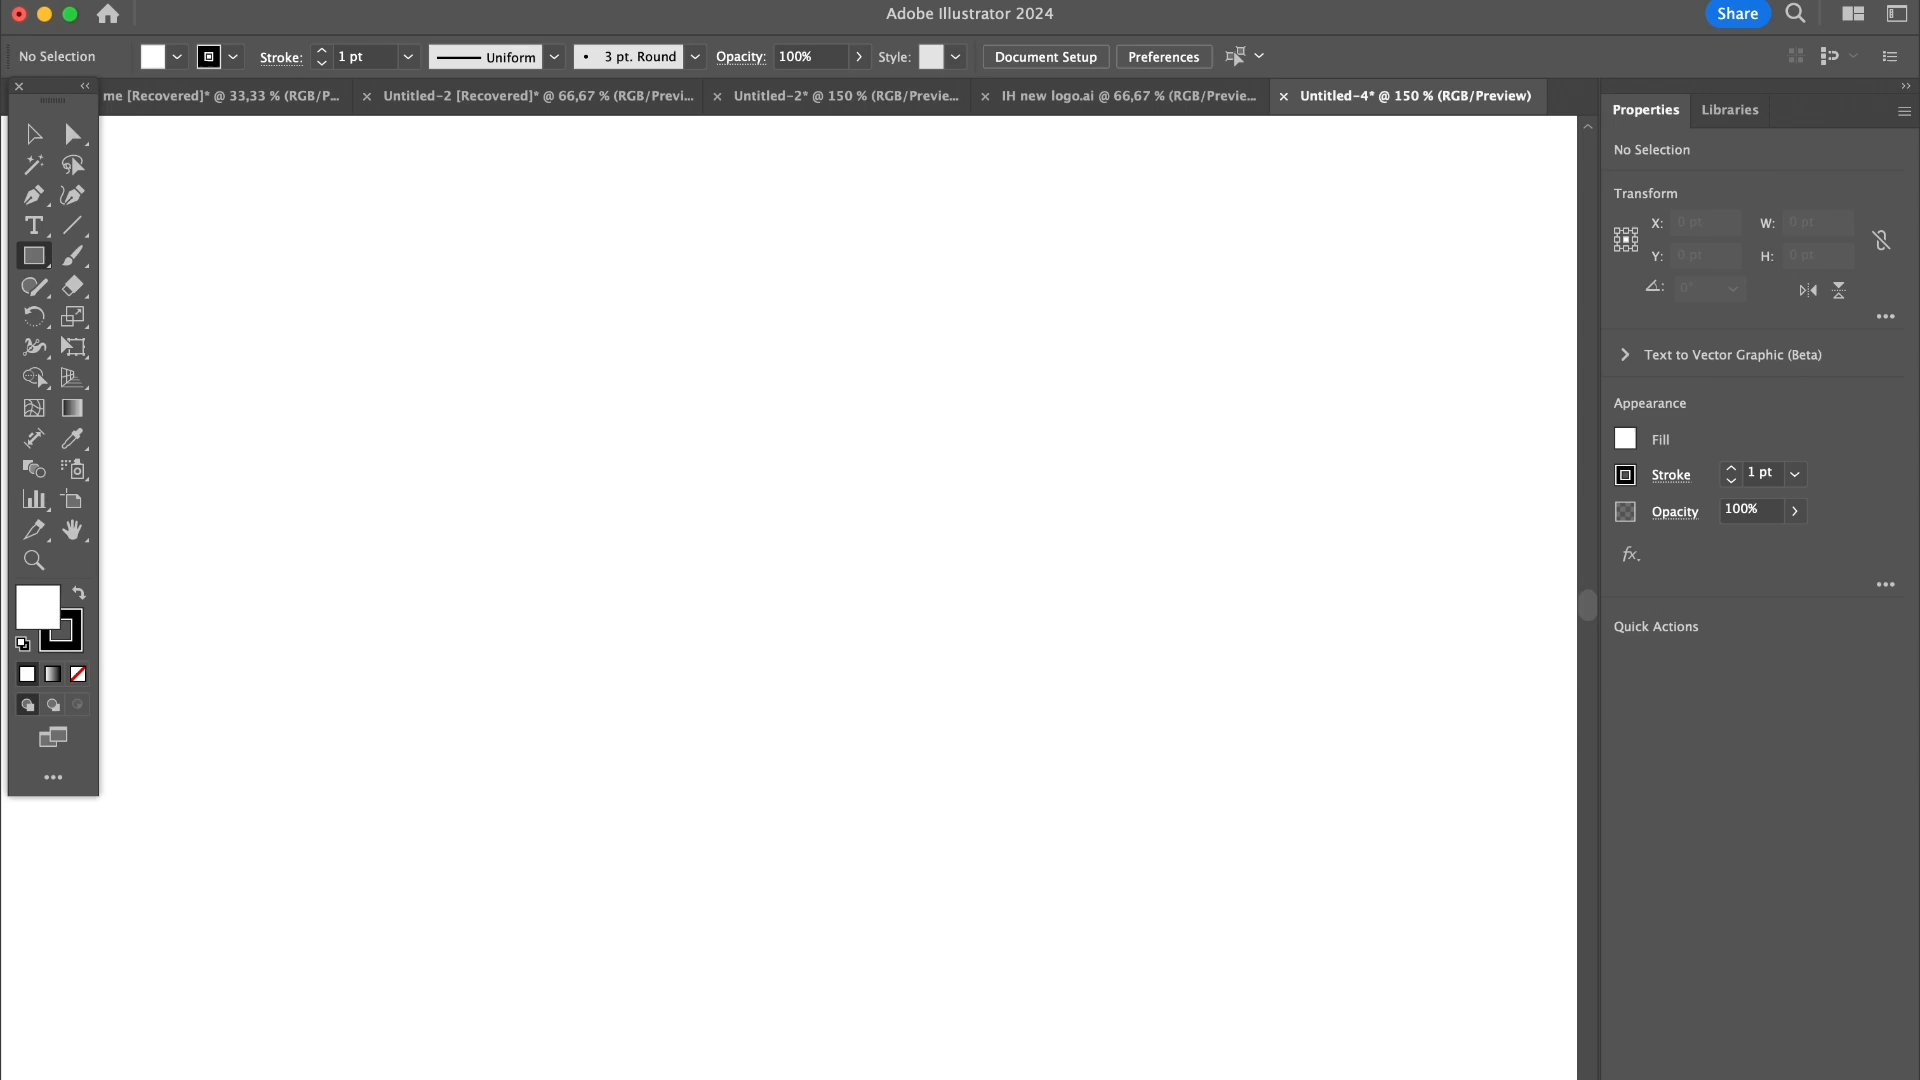 Adobe Illustrator 2024
Share
No Selection
Stroke:
1 pt
Uniform
3 pt. Round
Opacity:
100%
Style:
Document Setup
Preferences
me [Recovered]* @ 33,33 % (RGB/P...
Untitled-2 [Recovered]* @ 66,67 % (RGB/Previ...
Untitled-2* @ 150 % (RGB/Previe...
IH new logo.ai @ 66,67 % (RGB/Previe...
Untitled-4* @ 150 % (RGB/Preview)
Properties
Libraries
No Selection
Transform
X: 0 pt
W: 0 pt
Y: 0 pt
H: 0 pt
0°
Text to Vector Graphic (Beta)
Appearance
Fill
Stroke
1 pt
Opacity
100%
fx.
Quick Actions